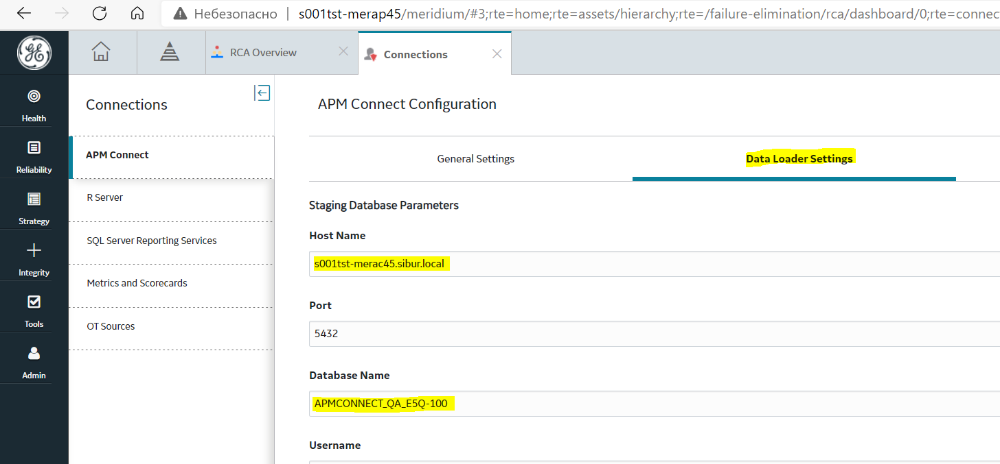 Небезопасно | s001tst-merap45/meridium/#3;rte=home;rte=assets/hierarchy;rte=/failure-elimination/rca/dashboard/0;rte=connec
RCA Overview
Connections
Health
Reliability
Strategy
Integrity
Tools
Admin
Connections
APM Connect
R Server
SQL Server Reporting Services
Metrics and Scorecards
OT Sources
APM Connect Configuration
General Settings
Data Loader Settings
Staging Database Parameters
Host Name
s001tst-merac45.sibur.local
Port
5432
Database Name
APMCONNECT_QA_E5Q-100
Username